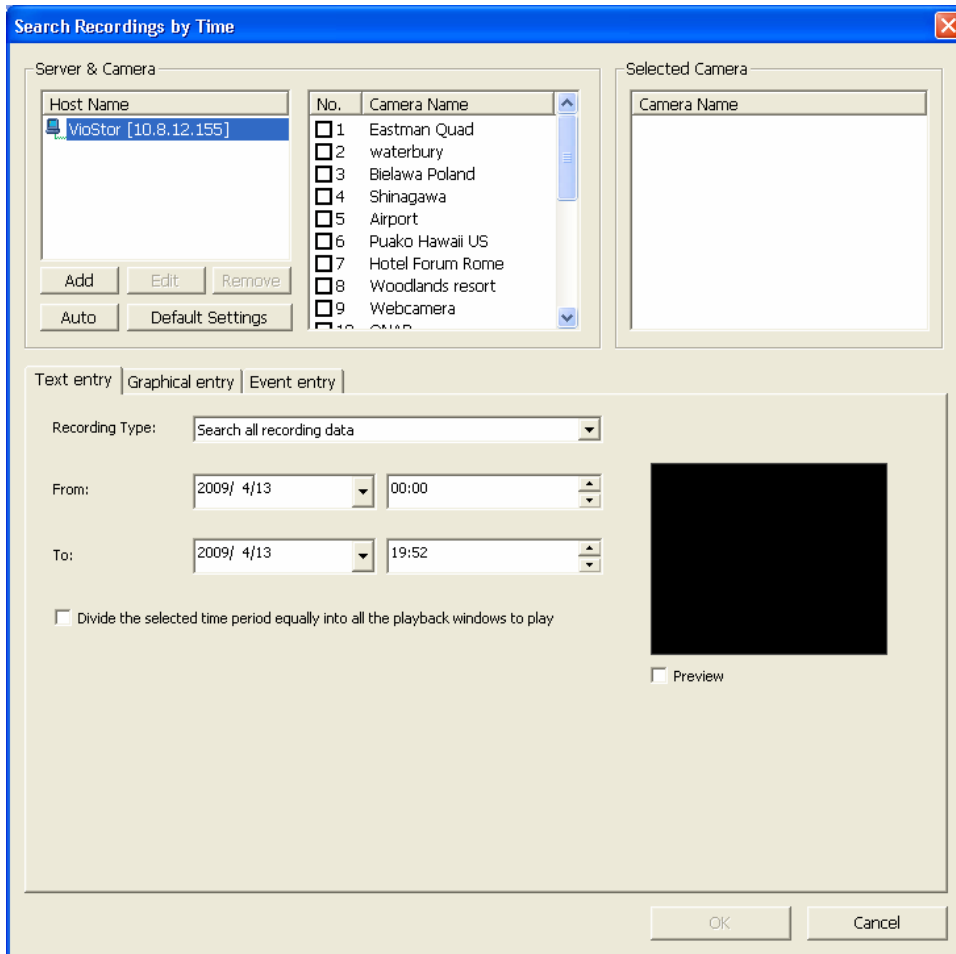 Search Recordings by Time
Server & Camera
Host Name
VioStor [10.8.12.155]
Add
Edit
Remove
Auto
Default Settings
No. Camera Name
1 Eastman Quad
2 waterbury
3 Bielawa Poland
4 Shinagawa
5 Airport
6 Puako Hawaii US
7 Hotel Forum Rome
8 Woodlands resort
9 Webcamera
Selected Camera
Camera Name
Text entry
Graphical entry
Event entry
Recording Type: Search all recording data
From: 2009/ 4/13 00:00
To: 2009/ 4/13 19:52
Divide the selected time period equally into all the playback windows to play
Preview
OK
Cancel